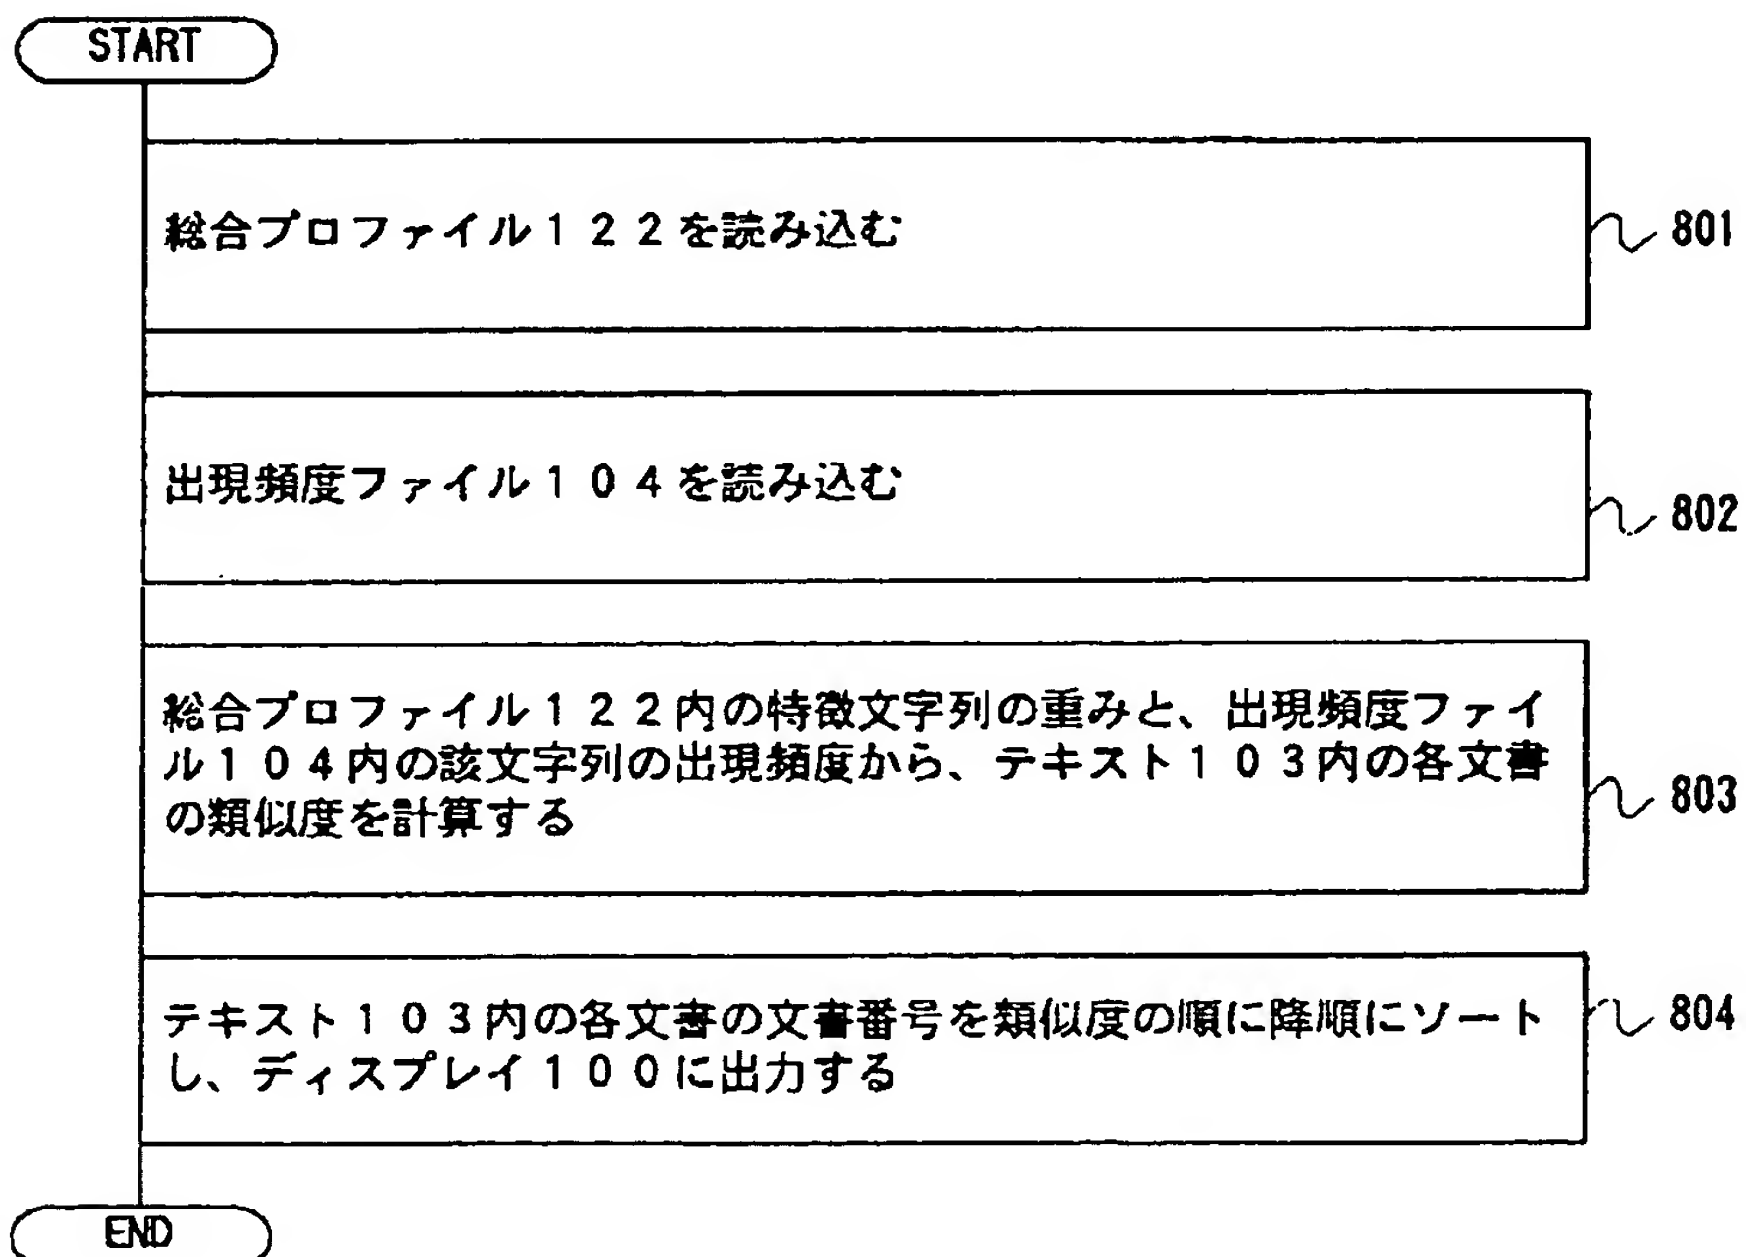 START
総合プロファイル122を読み込む
801
出現頻度ファイル104を読み込む
802
総合プロファイル122内の特徴文字列の重みと、出現頻度ファイ
ル104内の該文字列の出現頻度から、テキスト103内の各文書
の類似度を計算する
803
テキスト103内の各文書の文書番号を類似度の順に降順にソート
し、ディスプレイ100に出力する
804
END